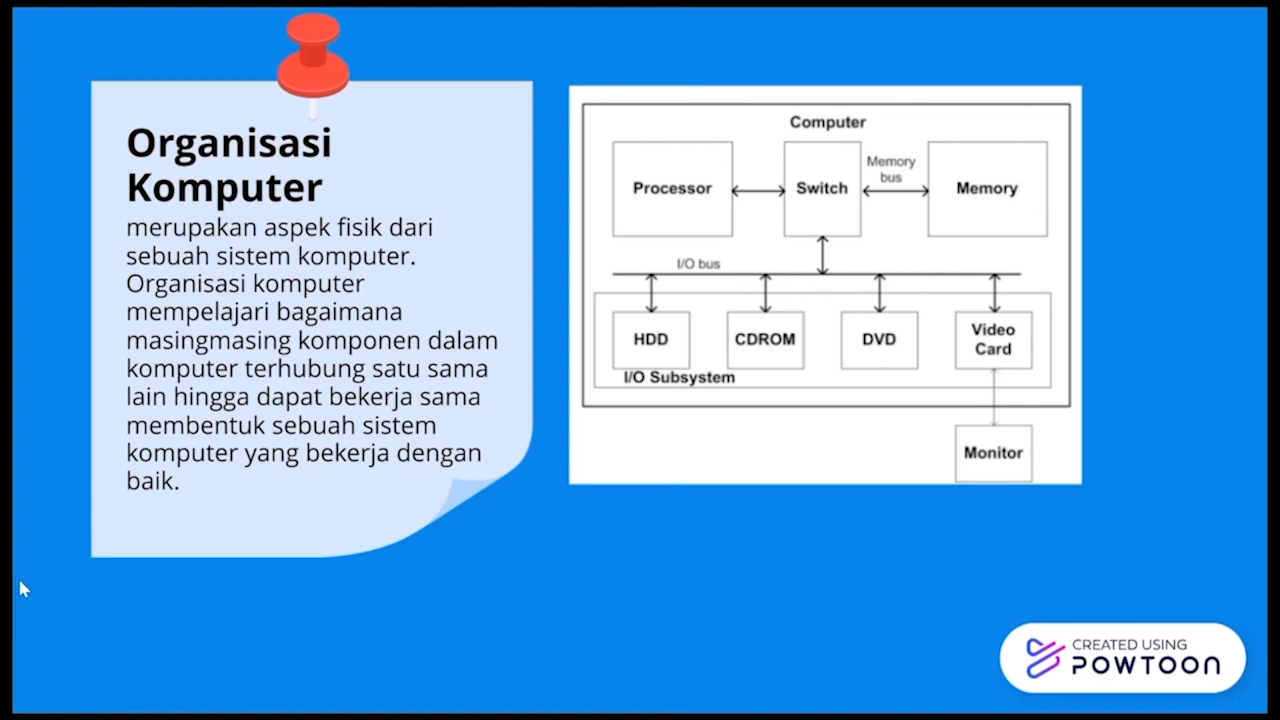 Organisasi
Komputer
merupakan aspek fisik dari
sebuah sistem komputer.
Organisasi komputer
mempelajari bagaimana
masingmasing komponen dalam
komputer terhubung satu sama
lain hingga dapat bekerja sama
membentuk sebuah sistem
komputer yang bekerja dengan
baik.
Computer
Processor
Switch
Memory
bus
Memory
I/O bus
HDD
CDROM
DVD
Video
Card
I/O Subsystem
Monitor
CREATED USING
POWTOON